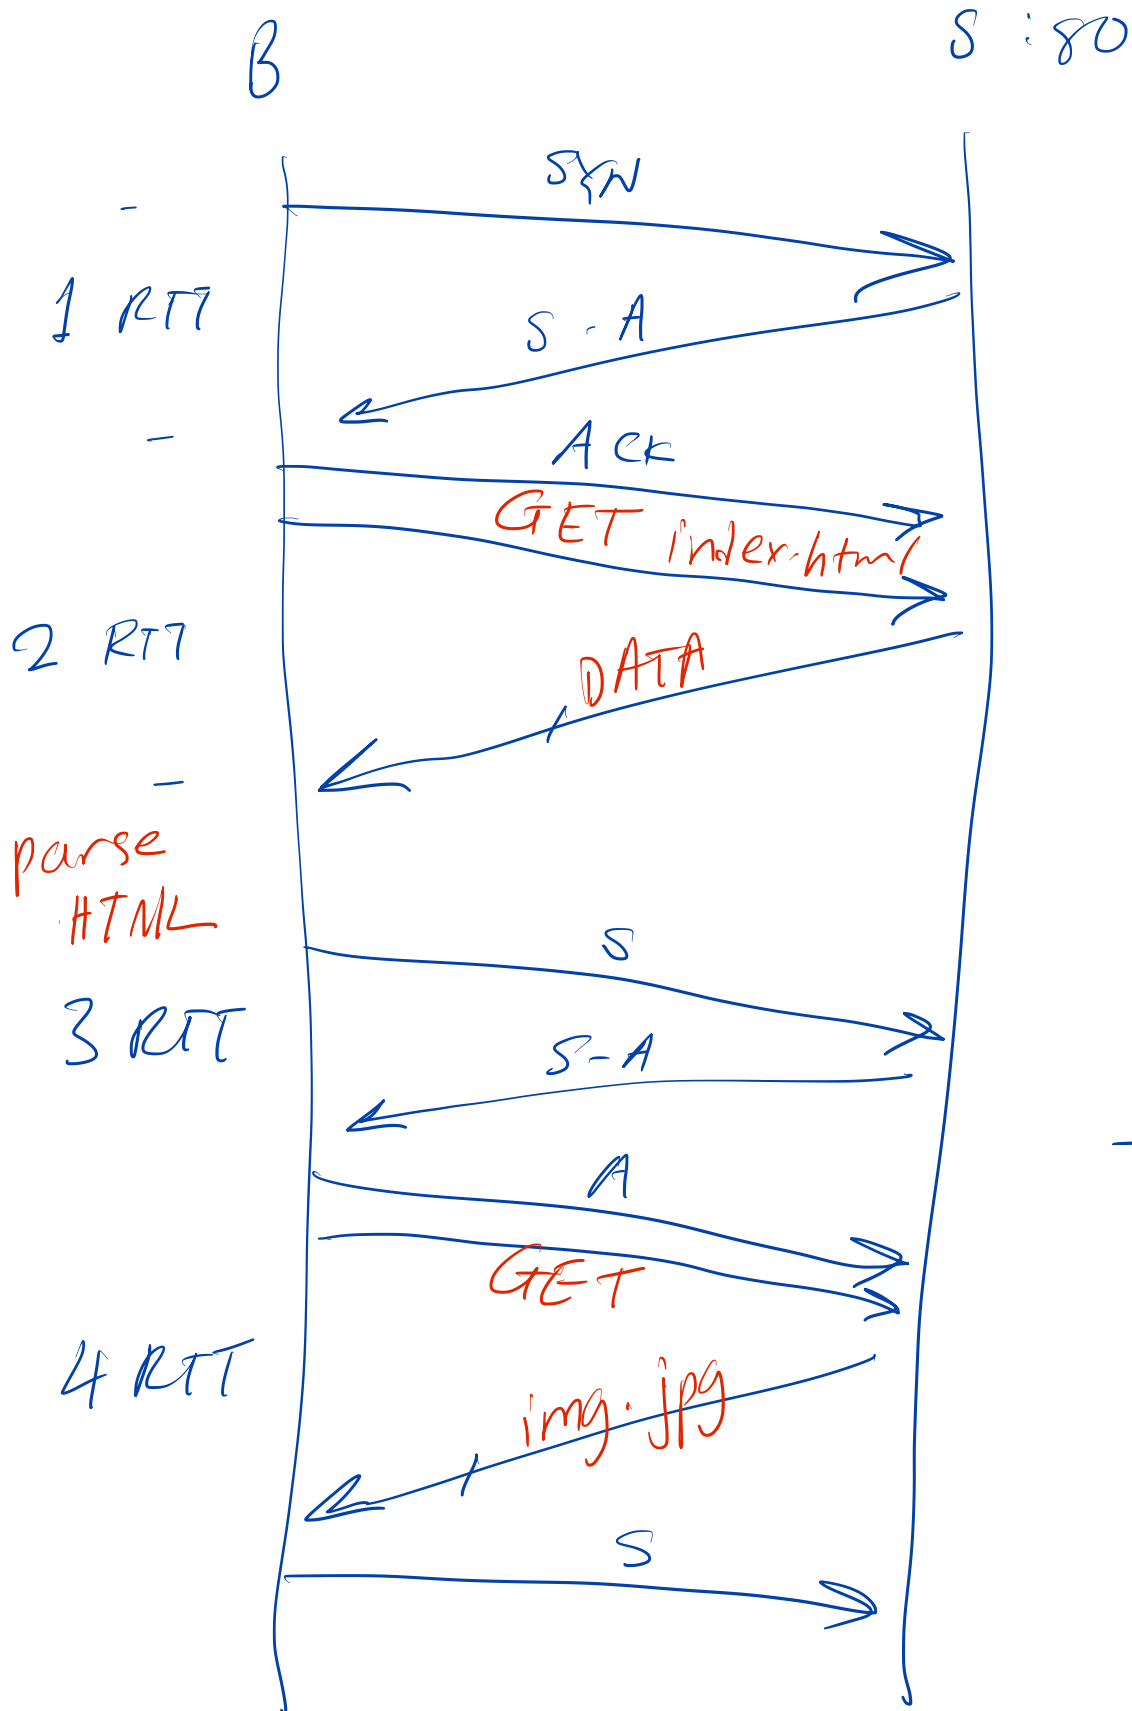 B S :80
SYN
-
1 RTT
S - A
-
ACK
GET index.html
2 RTT
DATA
-
parse
HTML
S
3 RTT
S-A
A
GET
4 RTT
img.jpg
S